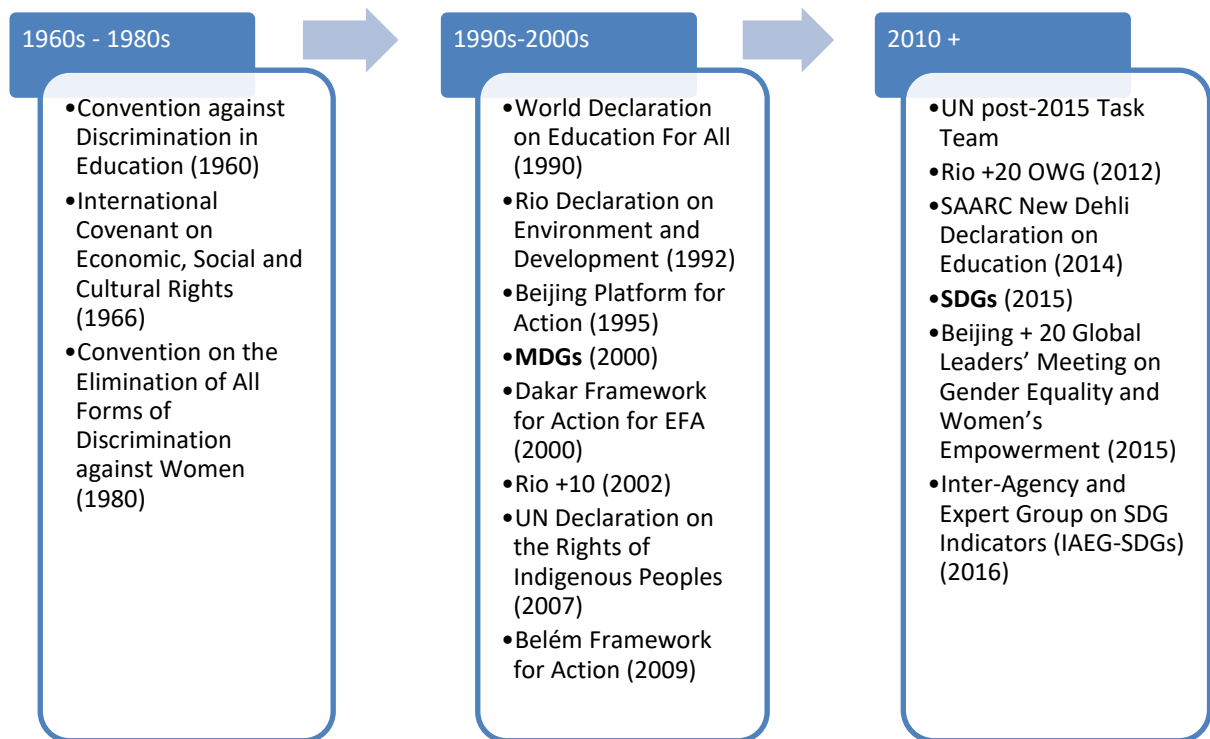 1960s - 1980s
•Convention against
Discrimination in
Education (1960)
•International
Covenant on
Economic, Social and
Cultural Rights
(1966)
•Convention on the
Elimination of All
Forms of
Discrimination
against Women
(1980)
1990s-2000s
•World Declaration
on Education For All
(1990)
•Rio Declaration on
Environment and
Development (1992)
•Beijing Platform for
Action (1995)
•MDGs (2000)
•Dakar Framework
for Action for EFA
(2000)
•Rio +10 (2002)
•UN Declaration on
the Rights of
Indigenous Peoples
(2007)
•Belém Framework
for Action (2009)
2010 +
•UN post-2015 Task
Team
•Rio +20 OWG (2012)
•SAARC New Dehli
Declaration on
Education (2014)
•SDGs (2015)
•Beijing + 20 Global
Leaders’ Meeting on
Gender Equality and
Women’s
Empowerment (2015)
•Inter-Agency and
Expert Group on SDG
Indicators (IAEG-SDGs)
(2016)